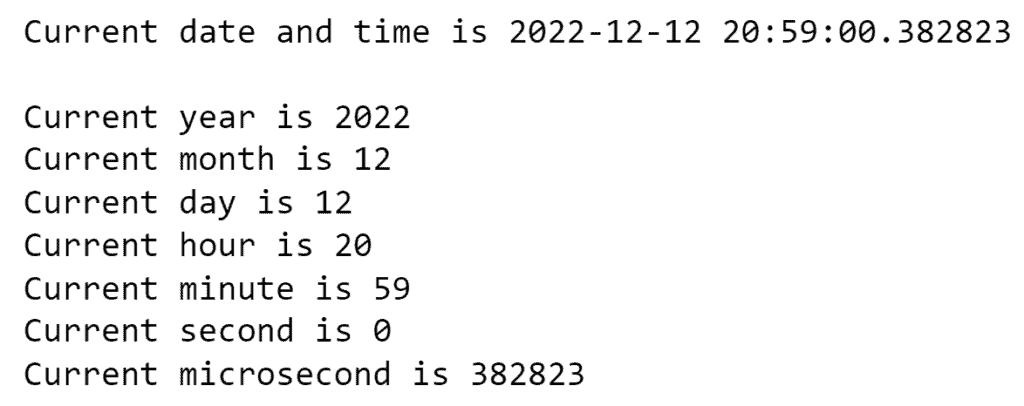 Current date and time is 2022-12-12 20:59:00.382823
Current year is 2022
Current month is 12
Current day is 12
Current hour is 20
Current minute is 59
Current second is 0
Current microsecond is 382823